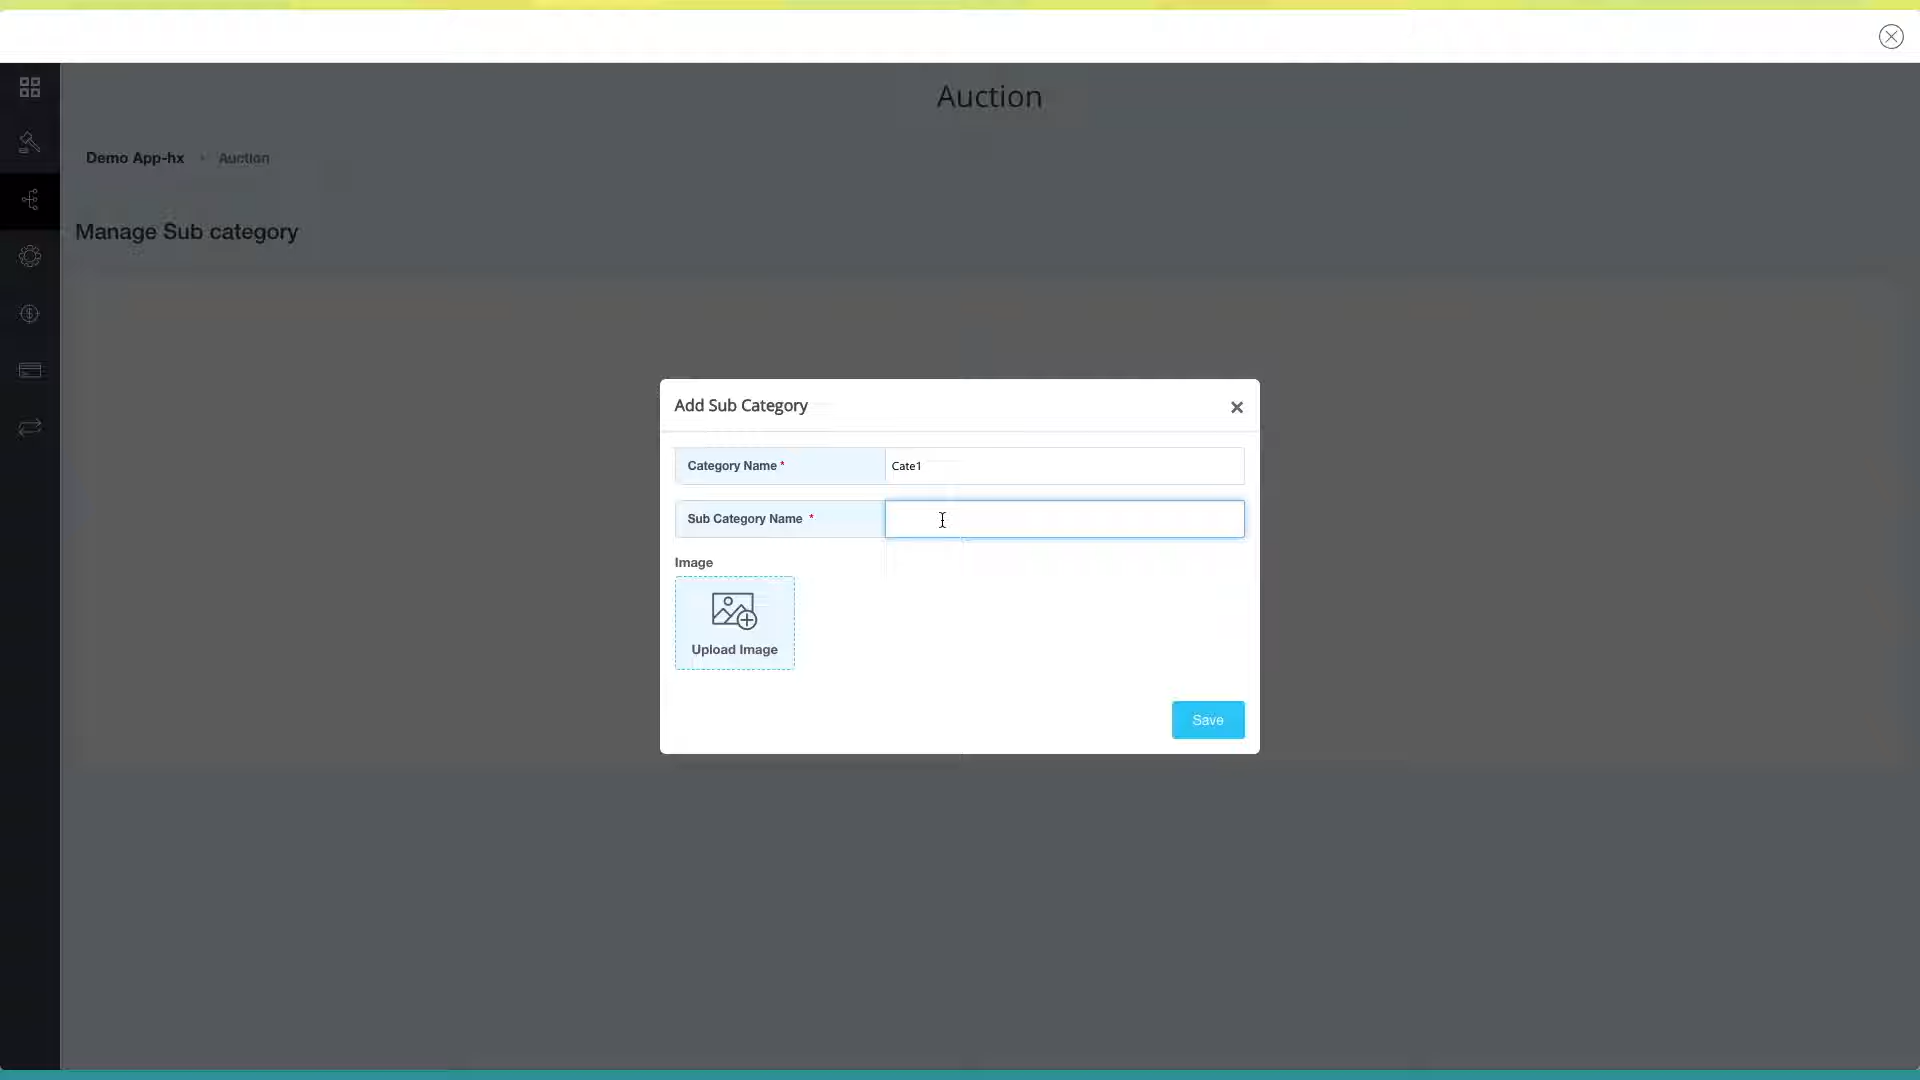 Auction
Demo App-hx
Auction
Manage Sub category
Add Sub Category
Category Name *
Cate1
Sub Category Name *
Image
Upload Image
Save